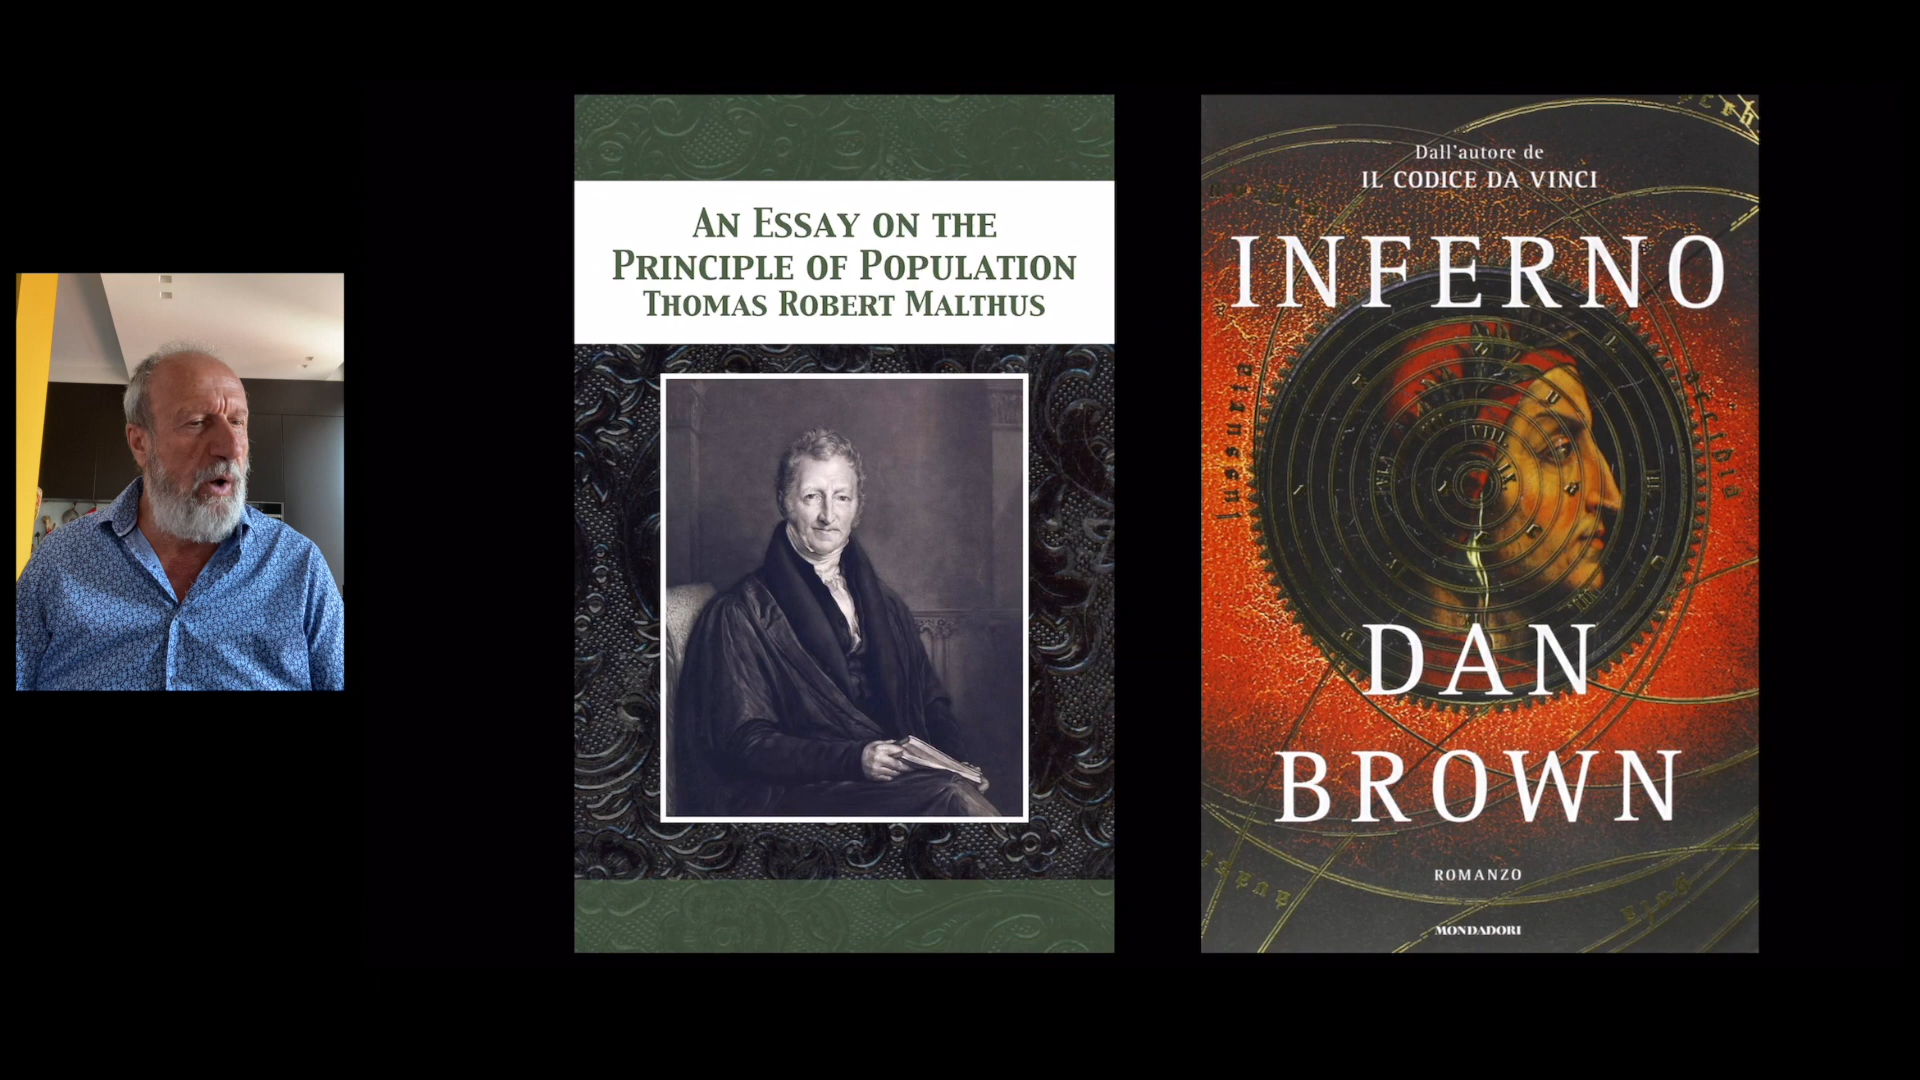 An Essay on the
Principle of Population
Thomas Robert Malthus
Dall'autore de
IL CODICE DA VINCI
INFERNO
lussuria
DAN
BROWN
ROMANZO
MONDADORI